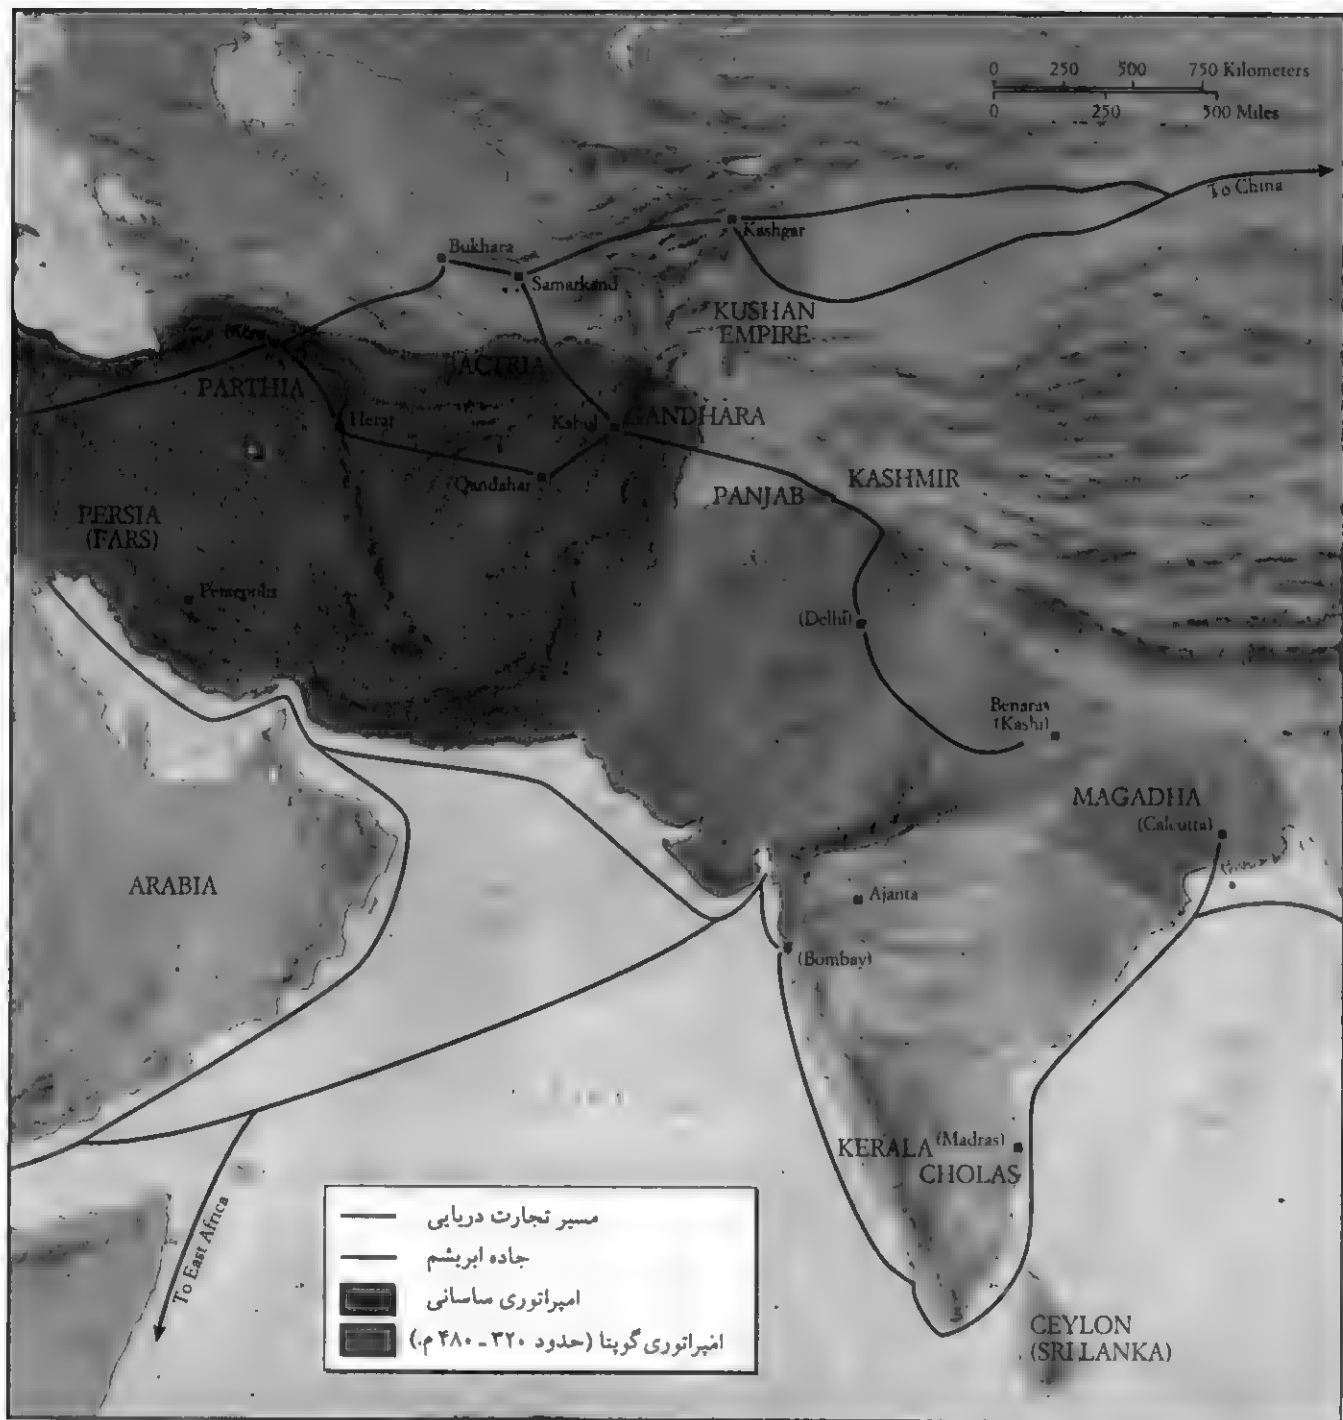 0 250 500 750 Kilometers
0 250 500 Miles
To China
Kashgar
Bukhara
Samarkand
KUSHAN
EMPIRE
BACTRIA
PARTHIA
Herat
Kabul
GANDHARA
Qandahar
PANJAB
KASHMIR
PERSIA
(FARS)
Persepolis
(Delhi)
Benaras
(Kashi)
MAGADHA
(Calcutta)
ARABIA
Ajanta
(Bombay)
KERALA
(Madras)
CHOLAS
To East Africa
CEYLON
(SRI LANKA)
مسیر تجارت دریایی
جاده ابریشم
امپراتوری ساسانی
امپراتوری گوپتا (حدود ۳۲۰ ـ ۴۸۰ م.)